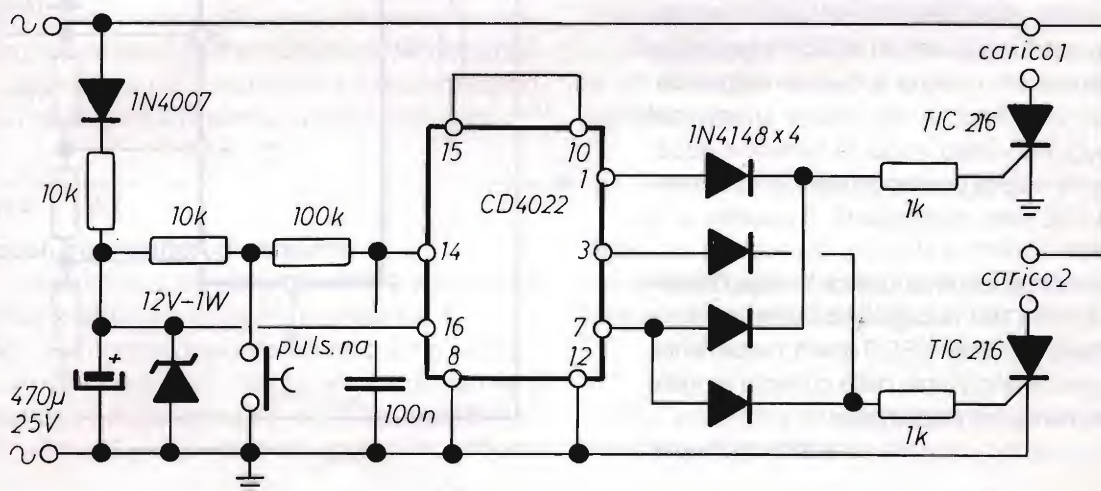 carico1
1N4007
TIC 216
15
10
1N4148 x 4
1
10k
CD4022
1k
10k
100k
3
14
carico2
12V-1W
16
7
TIC 216
puls.na
8
12
+
470µ
25V
100n
1k